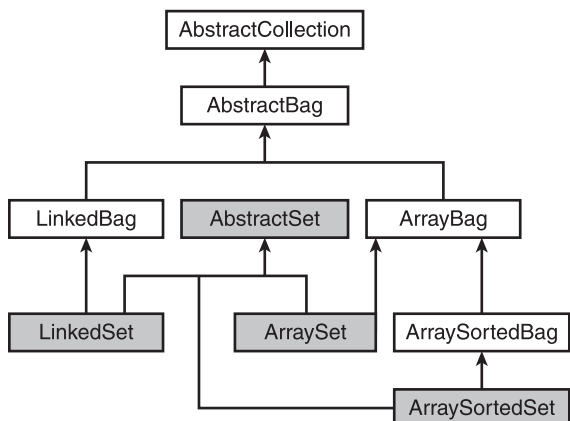 AbstractCollection
AbstractBag
LinkedBag
AbstractSet
ArrayBag
LinkedSet
ArraySet
ArraySortedBag
ArraySortedSet